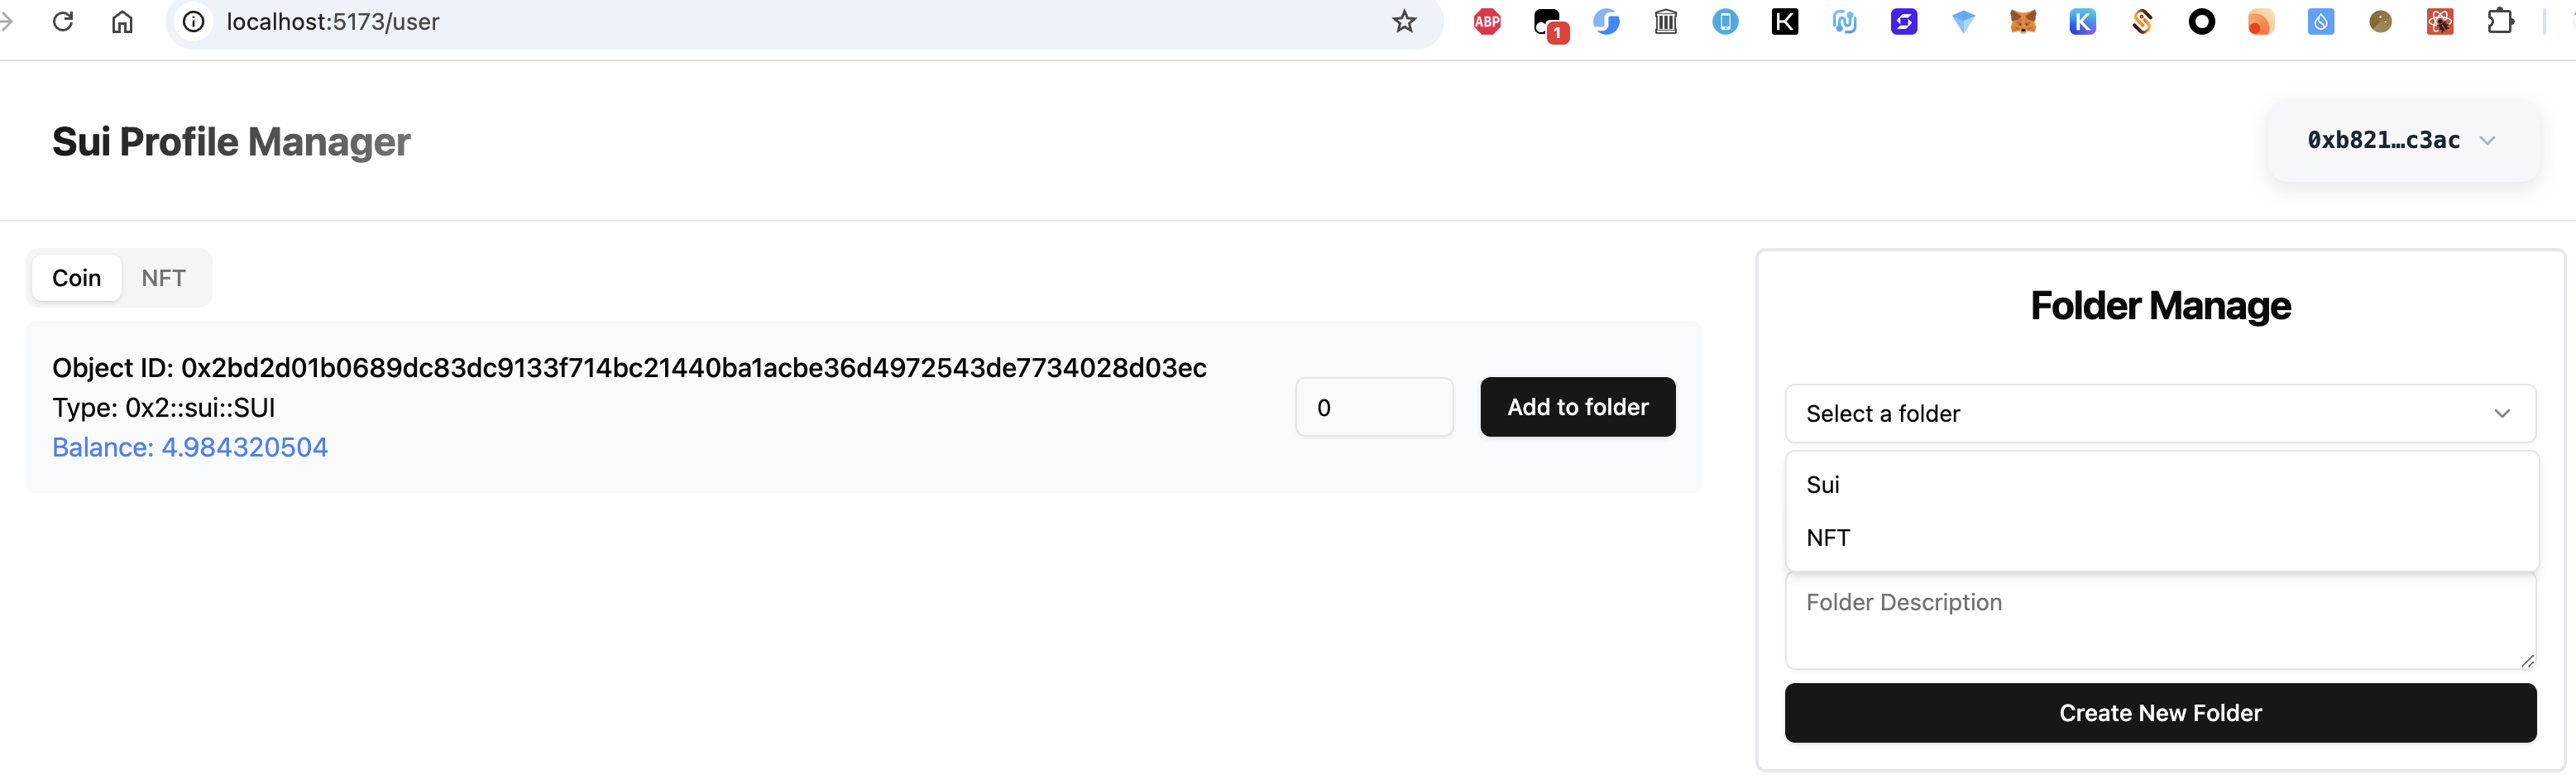 localhost:5173/user
ABP
1
Sui Profile Manager
0xb821…c3ac
Coin
NFT
Object ID: 0x2bd2d01b0689dc83dc9133f714bc21440ba1acbe36d4972543de7734028d03ec
Type: 0x2::sui::SUI
Balance: 4.984320504
0
Add to folder
Folder Manage
Select a folder
Sui
NFT
Folder Description
Create New Folder